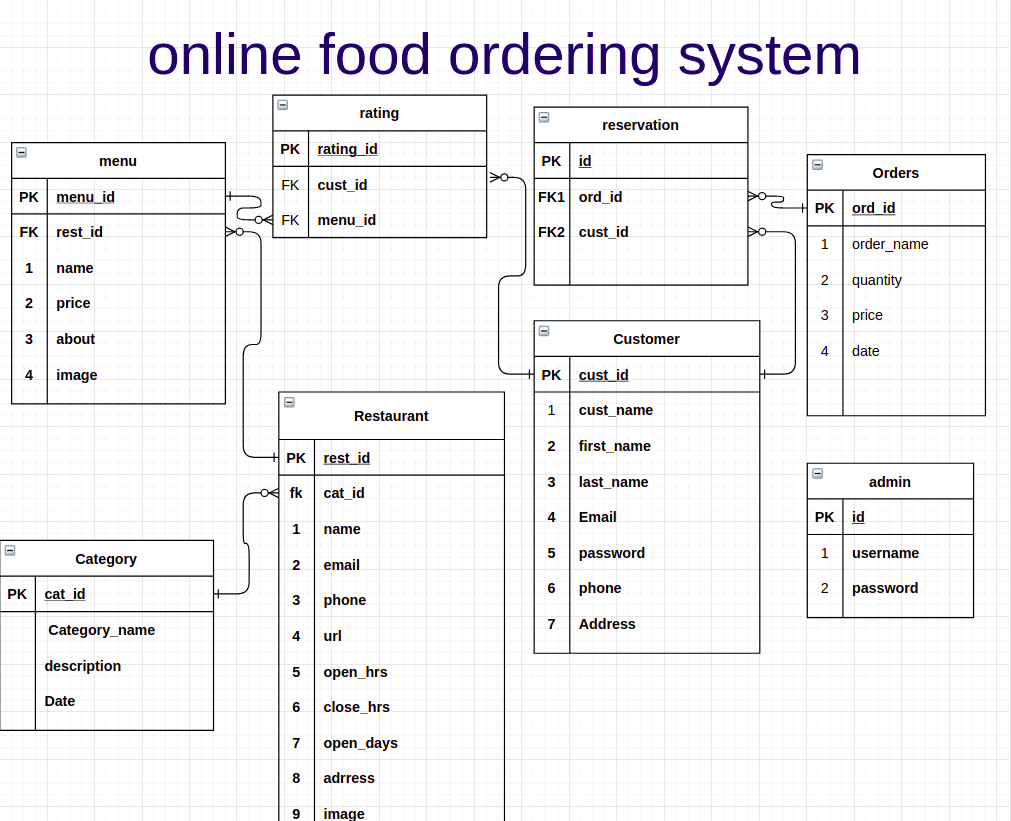 online food ordering system
rating
PK rating_id
FK cust_id
FK menu_id
reservation
PK id
FK1 ord_id
FK2 cust_id
menu
PK menu_id
FK rest_id
1 name
2 price
3 about
4 image
Orders
PK ord_id
1 order_name
2 quantity
3 price
4 date
Customer
PK cust_id
1 cust_name
2 first_name
3 last_name
4 Email
5 password
6 phone
7 Address
Restaurant
PK rest_id
fk cat_id
1 name
2 email
3 phone
4 url
5 open_hrs
6 close_hrs
7 open_days
8 adrress
9 image
admin
PK id
1 username
2 password
Category
PK cat_id
Category_name
description
Date